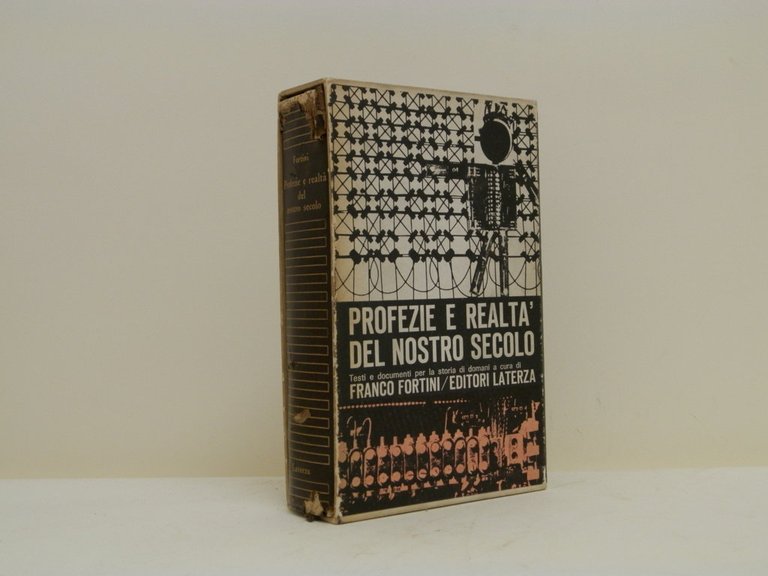 Fortini
Profezie e realtà
del
nostro secolo
Laterza
PROFEZIE E REALTA'
DEL NOSTRO SECOLO
Testi e documenti per la storia di domani a cura di
FRANCO FORTINI/EDITORI LATERZA